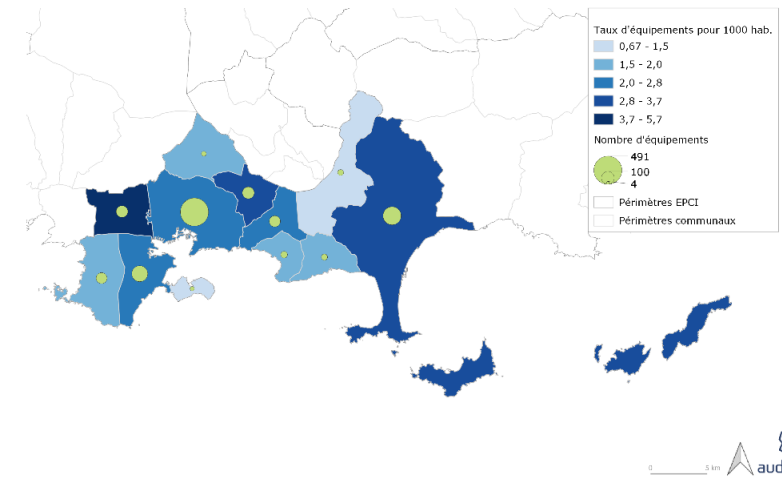 Taux d'équipements pour 1000 hab.
0,67 - 1,5
1,5 - 2,0
2,0 - 2,8
2,8 - 3,7
3,7 - 5,7
Nombre d'équipements
491
100
4
Périmètres EPCI
Périmètres communaux
0 5 km
aud